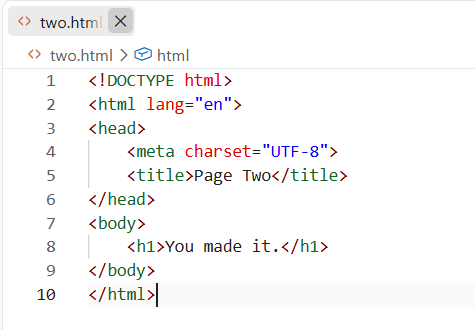 two.html
two.html > html
1 <!DOCTYPE html>
2 <html lang="en">
3 <head>
4     <meta charset="UTF-8">
5     <title>Page Two</title>
6 </head>
7 <body>
8     <h1>You made it.</h1>
9 </body>
10 </html>